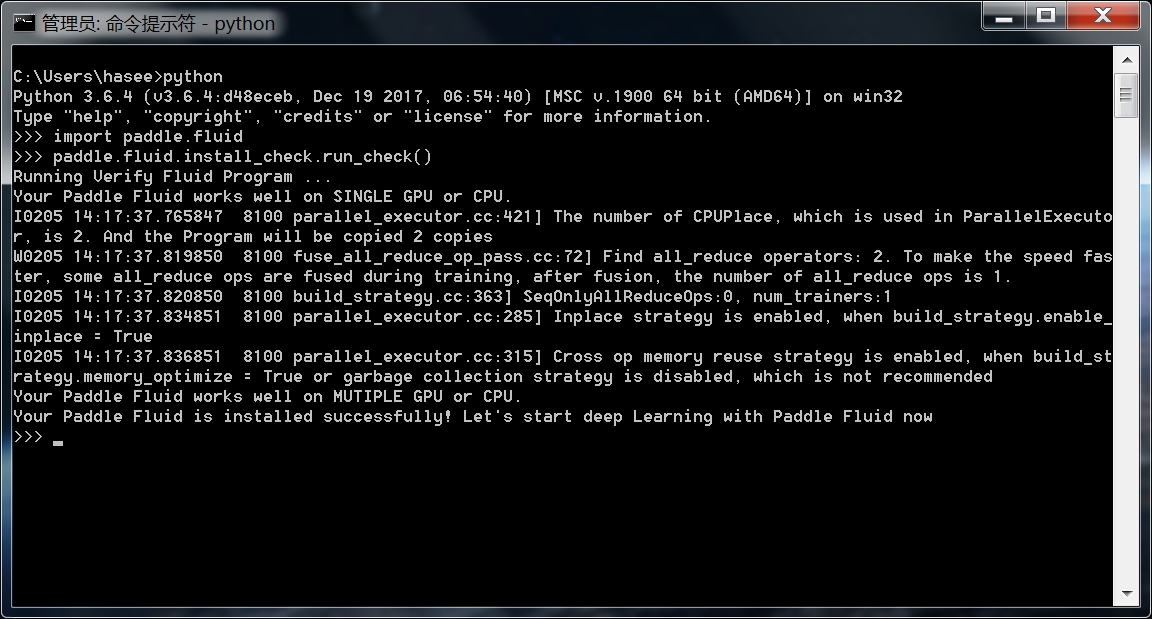 管理员: 命令提示符 - python
C:\Users\hasee>python
Python 3.6.4 (v3.6.4:d48eceb, Dec 19 2017, 06:54:40) [MSC v.1900 64 bit (AMD64)] on win32
Type "help", "copyright", "credits" or "license" for more information.
>>> import paddle.fluid
>>> paddle.fluid.install_check.run_check()
Running Verify Fluid Program ...
Your Paddle Fluid works well on SINGLE GPU or CPU.
I0205 14:17:37.765847  8100 parallel_executor.cc:421] The number of CPUPlace, which is used in ParallelExecuto
r, is 2. And the Program will be copied 2 copies
W0205 14:17:37.819850  8100 fuse_all_reduce_op_pass.cc:72] Find all_reduce operators: 2. To make the speed fas
ter, some all_reduce ops are fused during training, after fusion, the number of all_reduce ops is 1.
I0205 14:17:37.820850  8100 build_strategy.cc:363] SeqOnlyAllReduceOps:0, num_trainers:1
I0205 14:17:37.834851  8100 parallel_executor.cc:285] Inplace strategy is enabled, when build_strategy.enable_
inplace = True
I0205 14:17:37.836851  8100 parallel_executor.cc:315] Cross op memory reuse strategy is enabled, when build_st
rategy.memory_optimize = True or garbage collection strategy is disabled, which is not recommended
Your Paddle Fluid works well on MUTIPLE GPU or CPU.
Your Paddle Fluid is installed successfully! Let's start deep Learning with Paddle Fluid now
>>> _